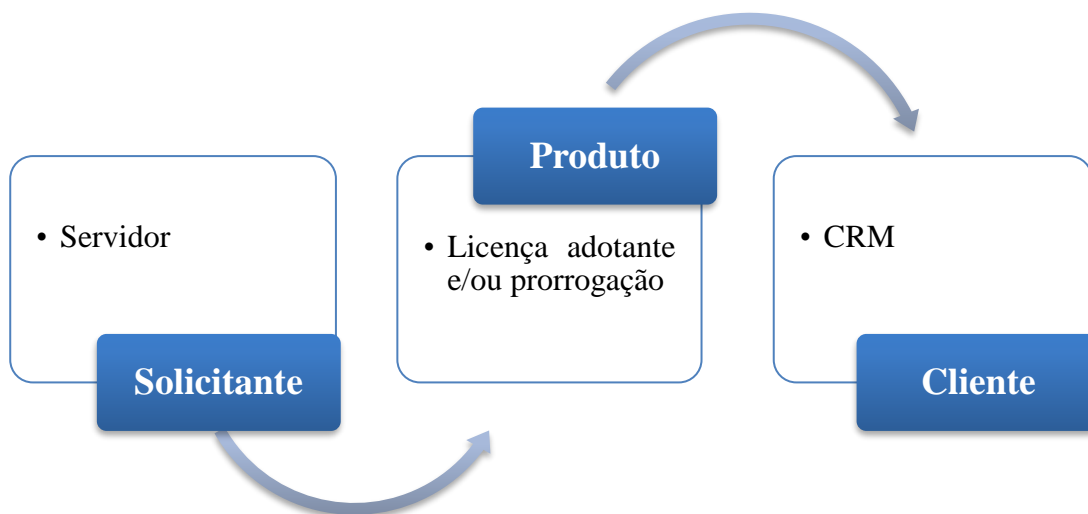 • Servidor
Solicitante
Produto
• Licença adotante
e/ou prorrogação
• CRM
Cliente